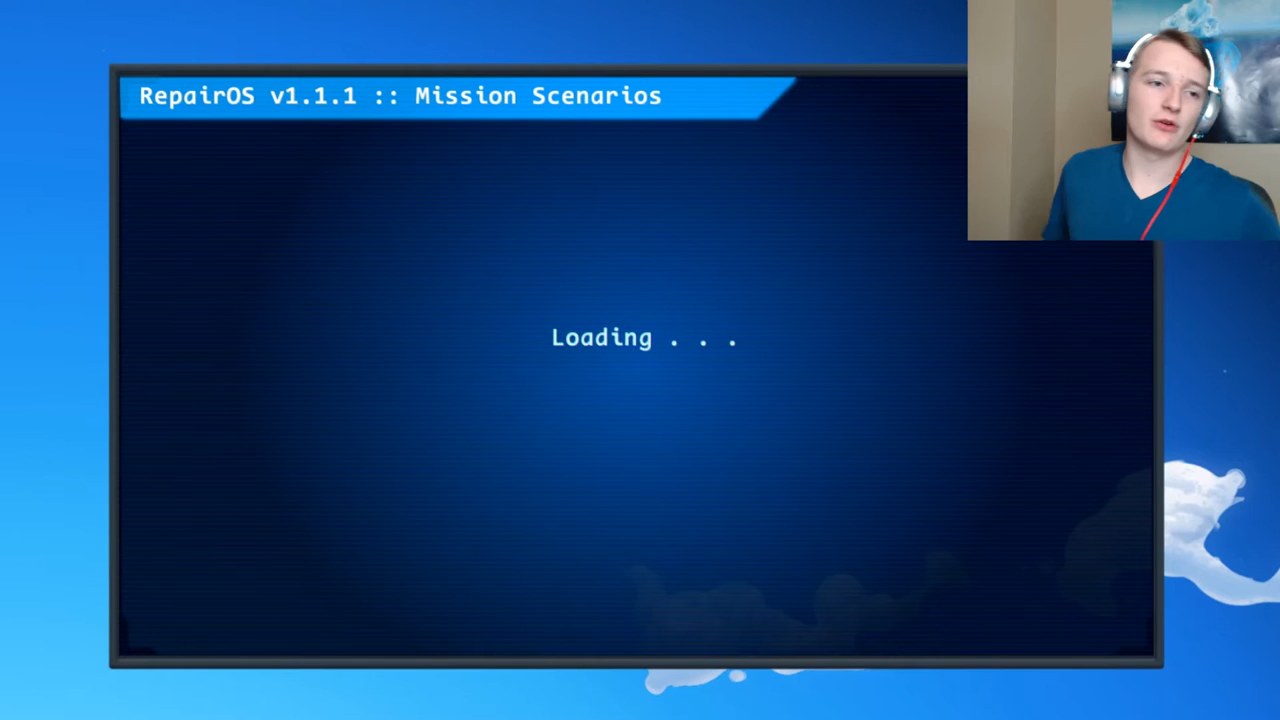 RepairOS v1.1.1 :: Mission Scenarios
Loading . . .